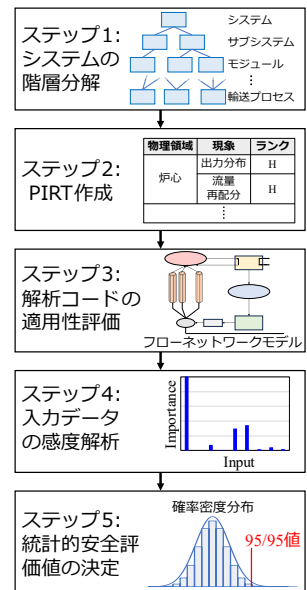 ステップ1:
システムの
階層分解
システム
サブシステム
モジュール
⋮
輸送プロセス
ステップ2:
PIRT作成
物理領域 現象 ランク
炉心 出力分布 H
流量
再配分 H
⋮
ステップ3:
解析コードの
適用性評価
フローネットワークモデル
ステップ4:
入力データ
の感度解析
Importance
Input
ステップ5:
統計的安全評
価値の決定
確率密度分布
95/95値